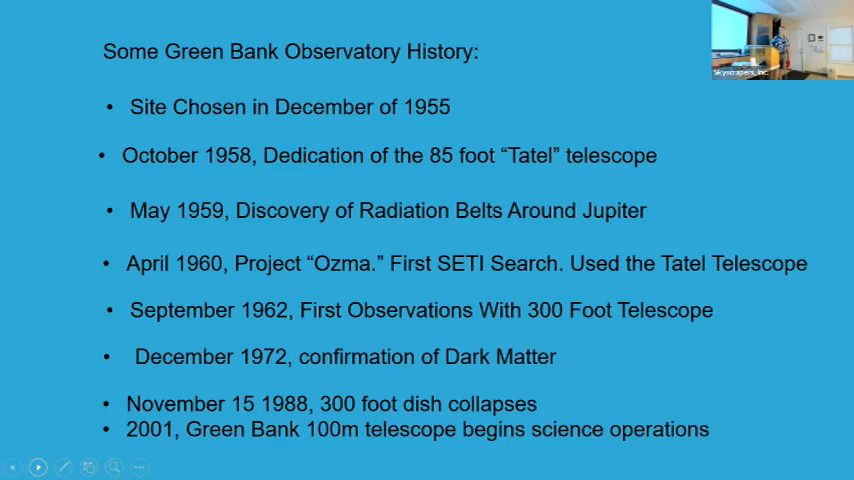 Some Green Bank Observatory History:
• Site Chosen in December of 1955
• October 1958, Dedication of the 85 foot “Tatel” telescope
• May 1959, Discovery of Radiation Belts Around Jupiter
• April 1960, Project “Ozma.” First SETI Search. Used the Tatel Telescope
• September 1962, First Observations With 300 Foot Telescope
• December 1972, confirmation of Dark Matter
• November 15 1988, 300 foot dish collapses
• 2001, Green Bank 100m telescope begins science operations
Skyscrapers, Inc.